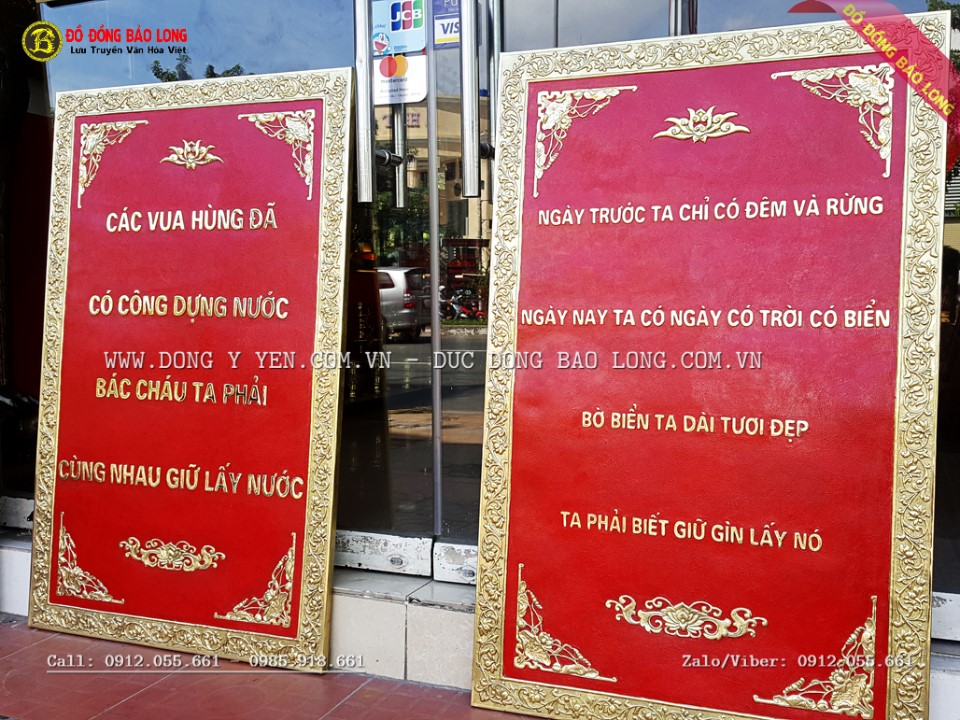 ĐỒ ĐỒNG BẢO LONG
Lưu Truyền Văn Hóa Việt
JCB
VISA
mastercard
ĐỒ ĐỒNG BẢO LONG
CÁC VUA HÙNG ĐÃ
CÓ CÔNG DỰNG NƯỚC
BÁC CHÁU TA PHẢI
CÙNG NHAU GIỮ LẤY NƯỚC
NGÀY TRƯỚC TA CHỈ CÓ ĐÊM VÀ RỪNG
NGÀY NAY TA CÓ NGÀY CÓ TRỜI CÓ BIỂN
BỜ BIỂN TA DÀI TƯƠI ĐẸP
TA PHẢI BIẾT GIỮ GÌN LẤY NÓ
WWW.DONG Y YEN.COM.VN - DUC DONG BAO LONG.COM.VN
Call: 0912.055.661 - 0985.918.661
Zalo/Viber: 0912.055.661